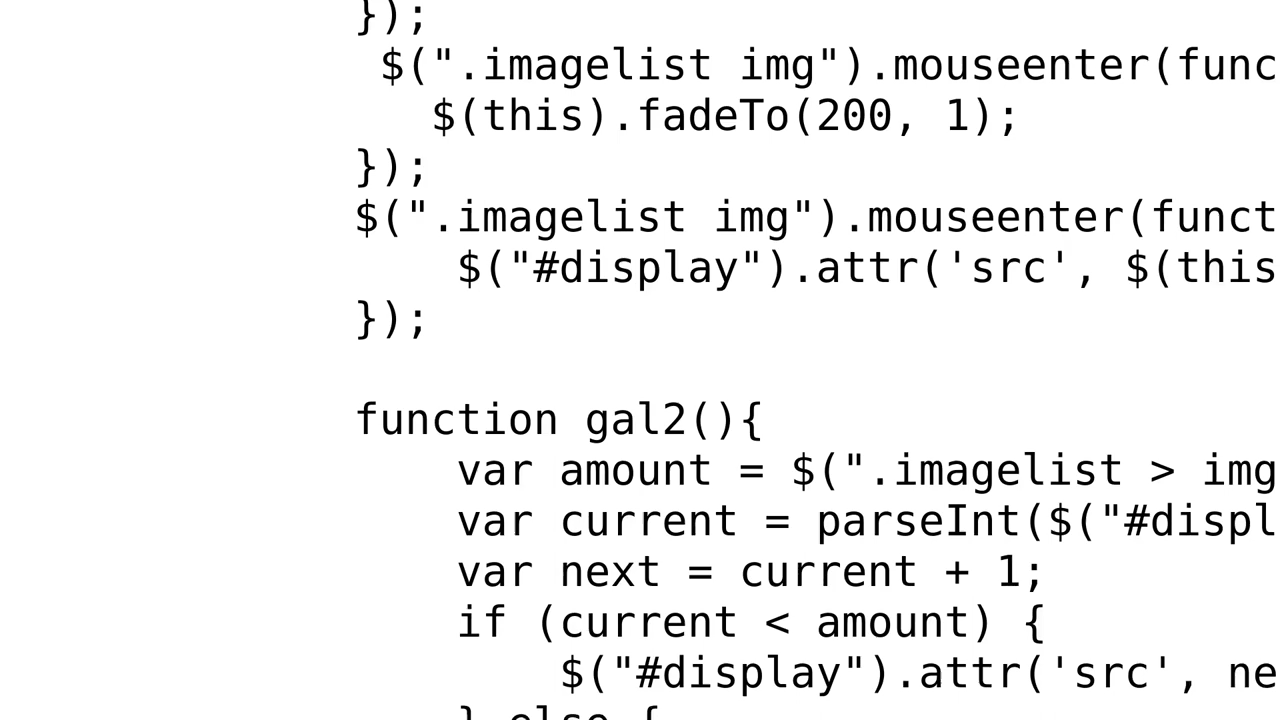 });
$(".imagelist img").mouseenter(func
$(this).fadeTo(200, 1);
});
$(".imagelist img").mouseenter(funct
$("#display").attr('src', $(this
});
function gal2(){
var amount = $(".imagelist > img
var current = parseInt($("#displ
var next = current + 1;
if (current < amount) {
$("#display").attr('src', ne
} else {